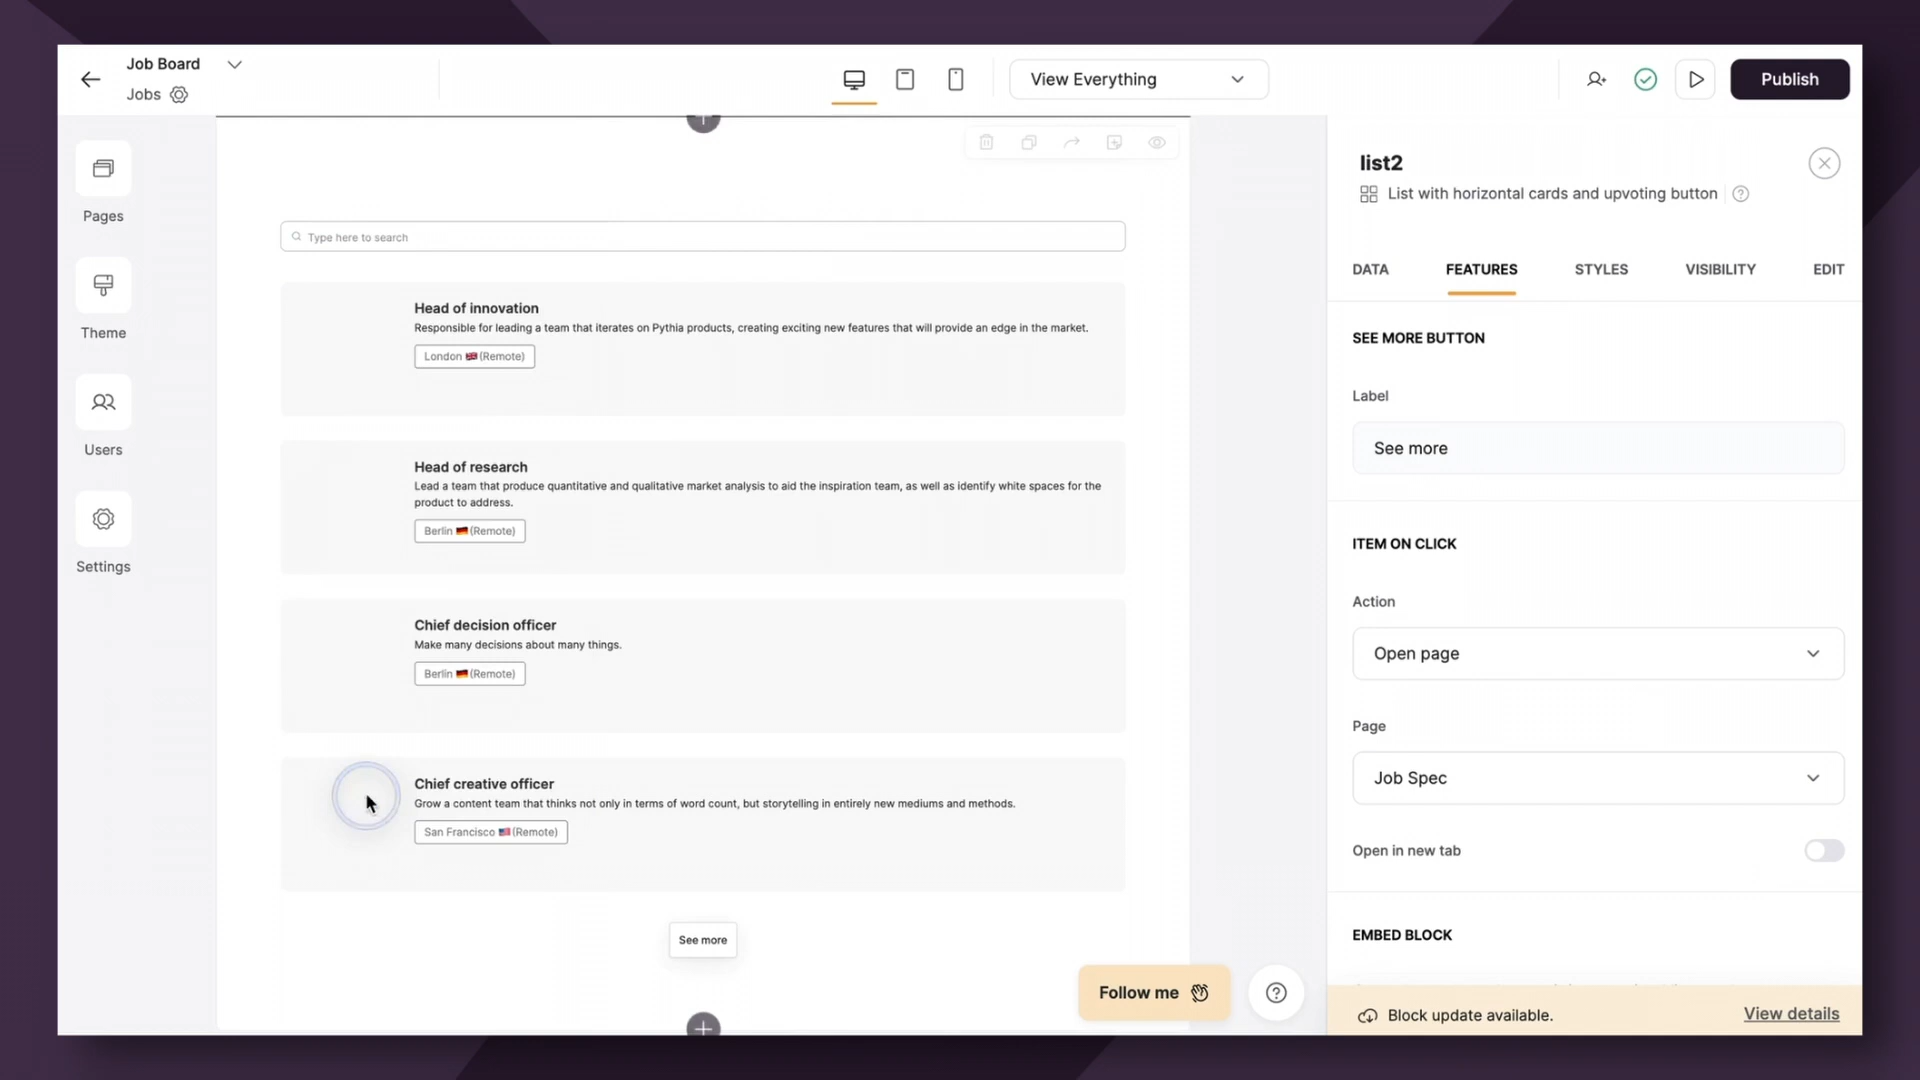 Job Board
Jobs
View Everything
Publish
Pages
Theme
Users
Settings
Type here to search
Head of innovation
Responsible for leading a team that iterates on Pythia products, creating exciting new features that will provide an edge in the market.
London 🇬🇧 (Remote)
Head of research
Lead a team that produce quantitative and qualitative market analysis to aid the inspiration team, as well as identify white spaces for the
product to address.
Berlin 🇩🇪 (Remote)
Chief decision officer
Make many decisions about many things.
Berlin 🇩🇪 (Remote)
Chief creative officer
Grow a content team that thinks not only in terms of word count, but storytelling in entirely new mediums and methods.
San Francisco 🇺🇸 (Remote)
See more
Follow me
list2
List with horizontal cards and upvoting button
DATA FEATURES STYLES VISIBILITY EDIT
SEE MORE BUTTON
Label
See more
ITEM ON CLICK
Action
Open page
Page
Job Spec
Open in new tab
EMBED BLOCK
Block update available. View details